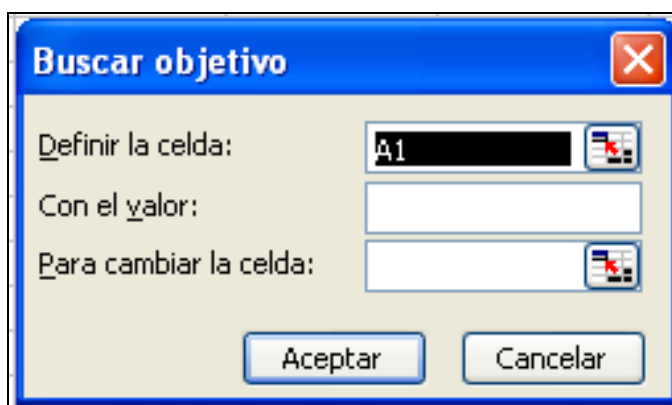 Buscar objetivo
Definir la celda: A1
Con el valor:
Para cambiar la celda:
Aceptar Cancelar